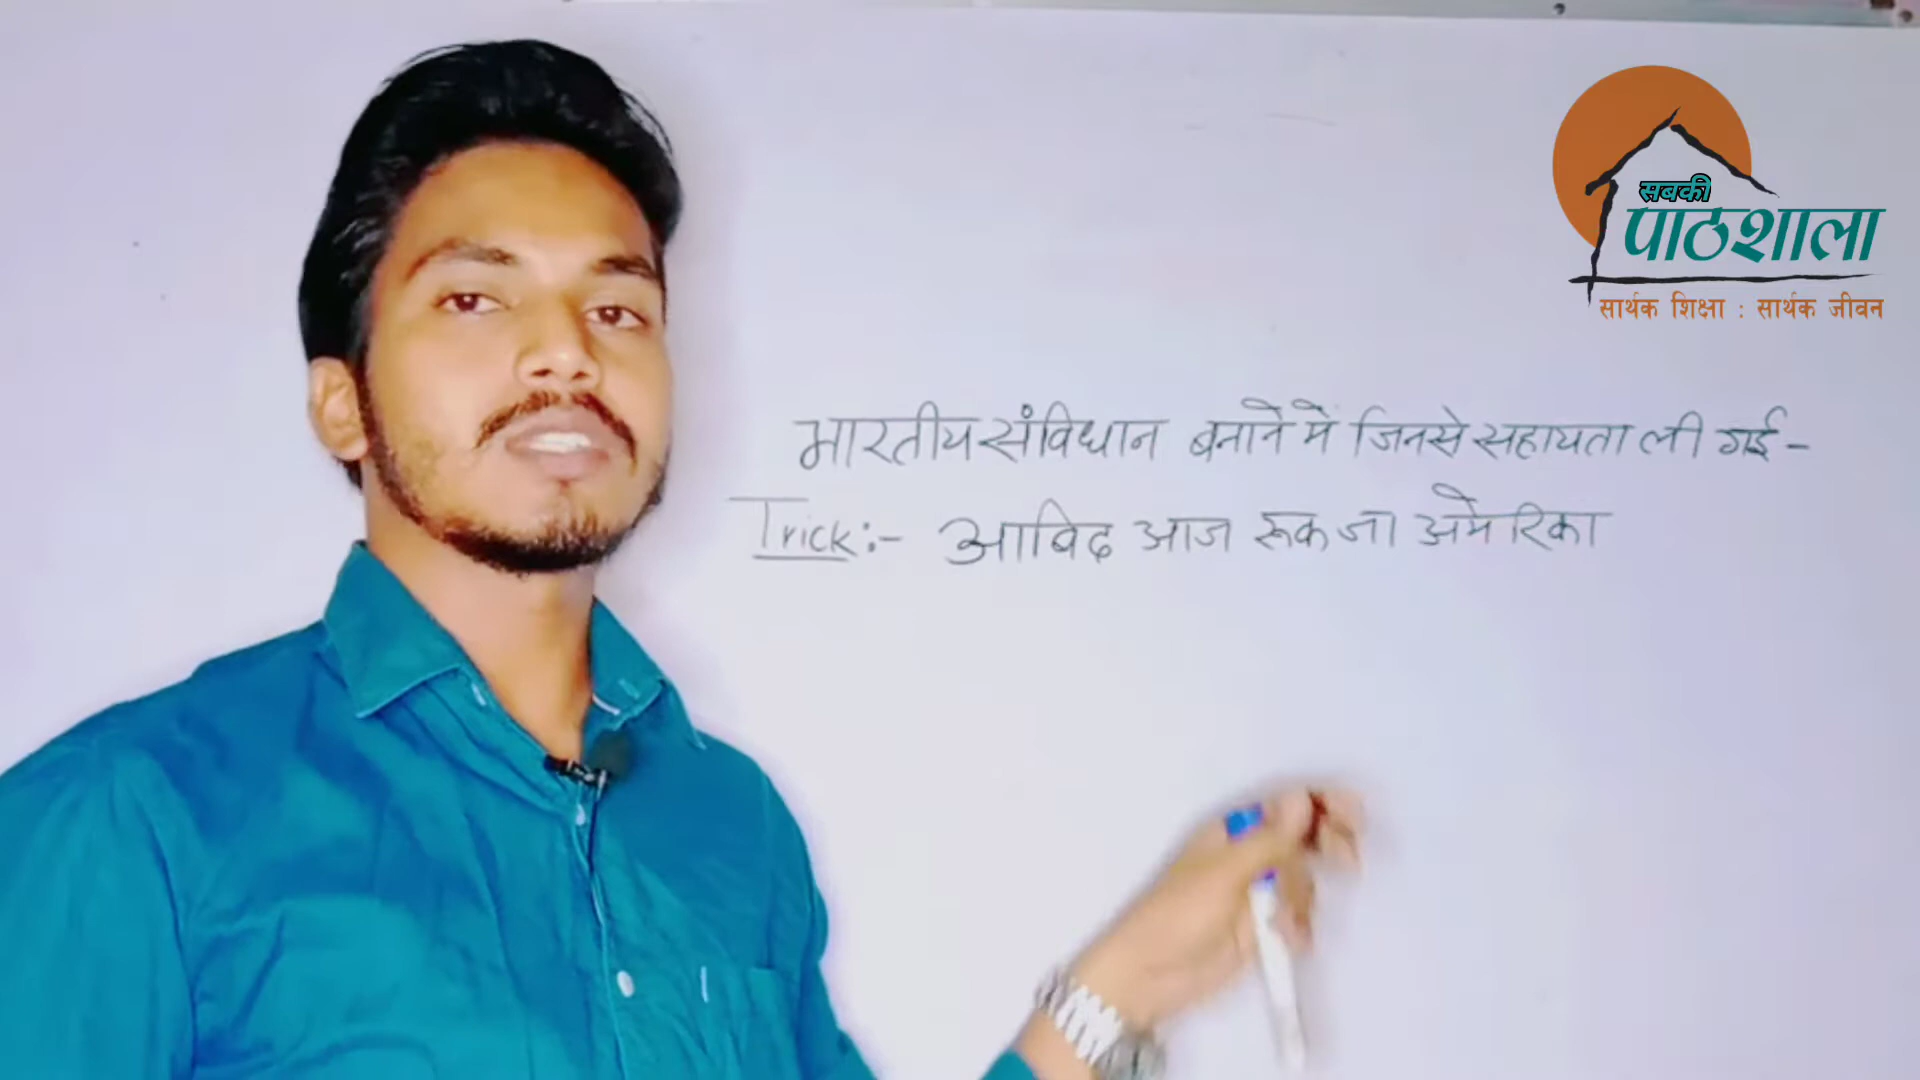 सबकी
पाठशाला
सार्थक शिक्षा : सार्थक जीवन
भारतीय संविधान बनाने में जिनसे सहायता ली गई -
Trick:- आबिद आज रूक जा अमेरिका